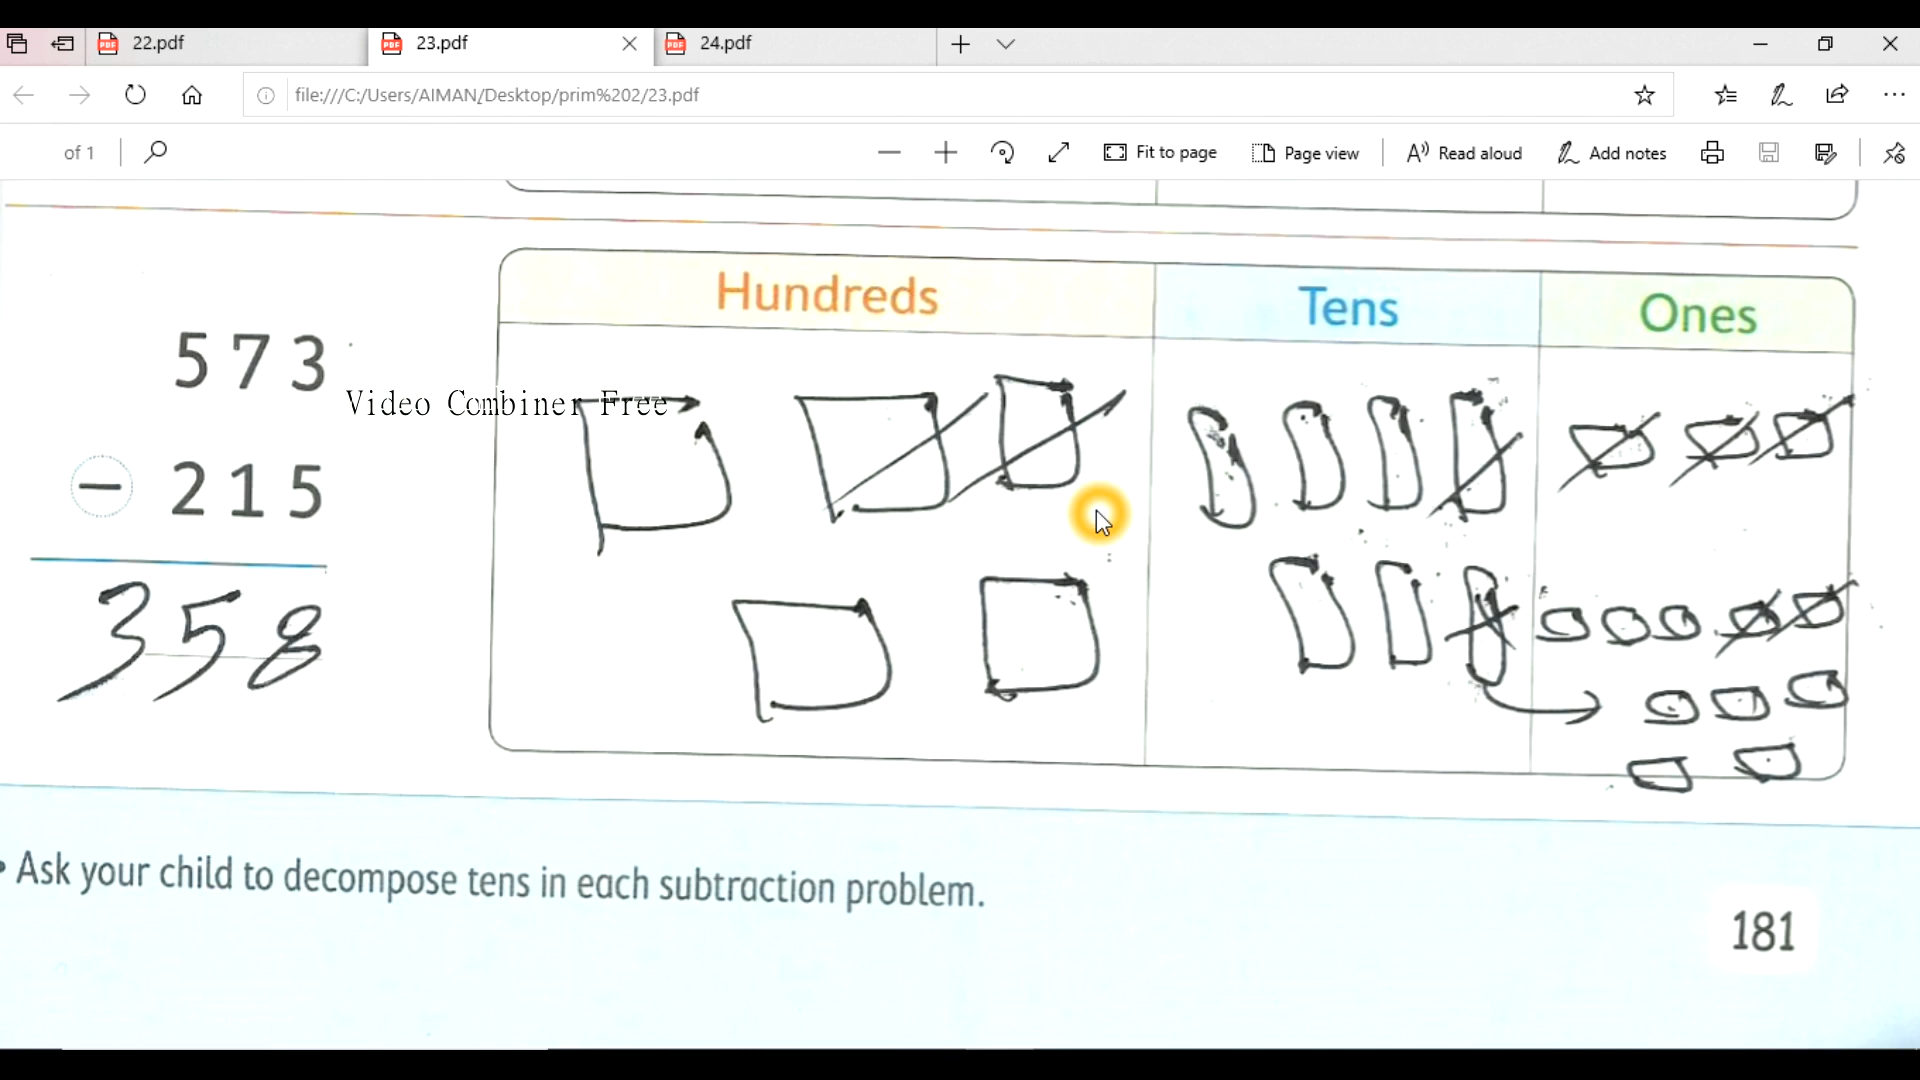 22.pdf
23.pdf
24.pdf
file:///C:/Users/AIMAN/Desktop/prim%202/23.pdf
of 1
Fit to page
Page view
Read aloud
Add notes
Hundreds
Tens
Ones
573
Video Combiner Free
- 215
358
• Ask your child to decompose tens in each subtraction problem.
181